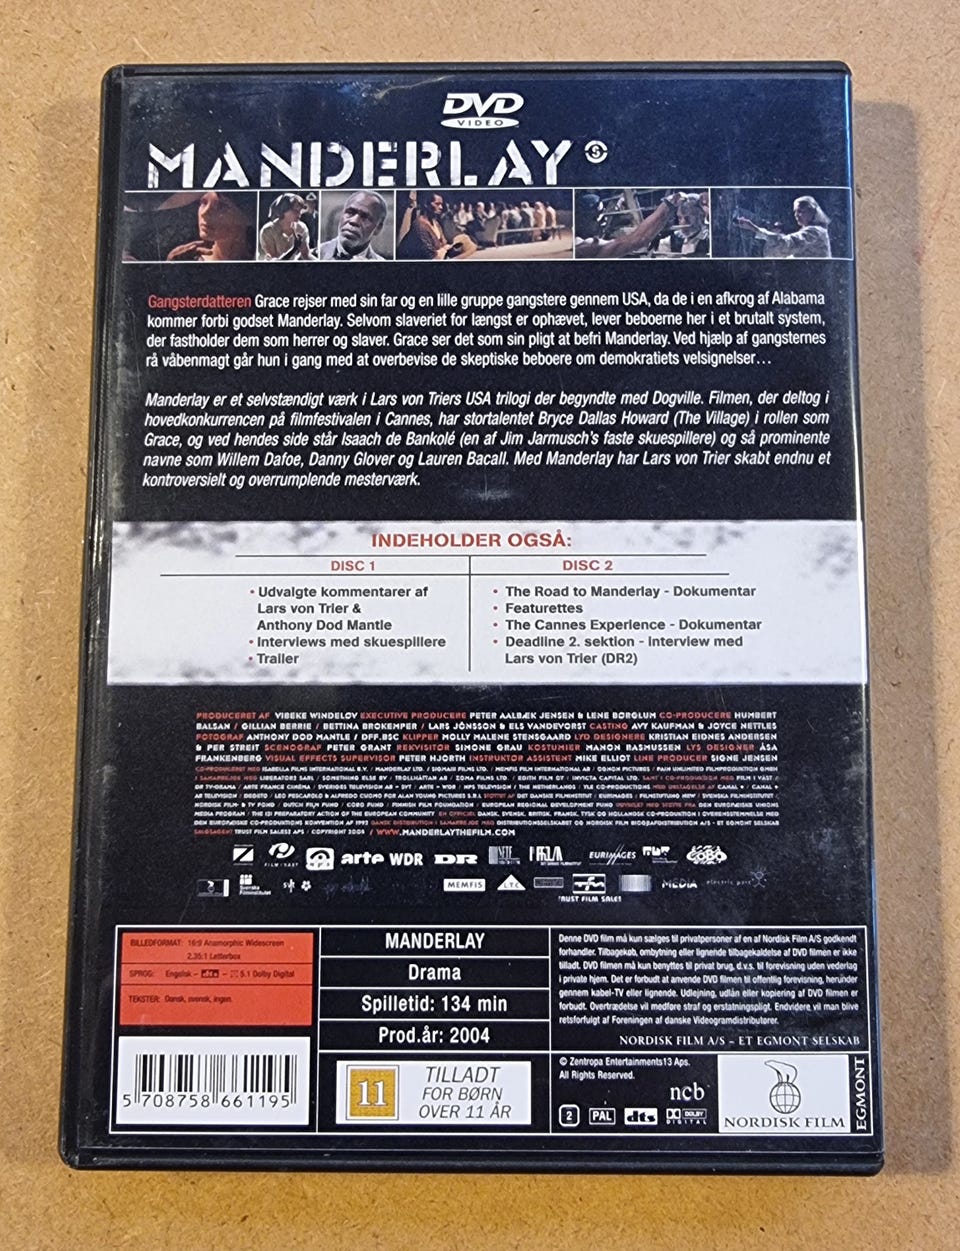 DVD
VIDEO
MANDERLAY
Gangsterdatteren Grace rejser med sin far og en lille gruppe gangstere gennem USA, da de i en afkrog af Alabama
kommer forbi godset Manderlay. Selvom slaveriet for længst er ophævet, lever beboerne her i et brutalt system,
der fastholder dem som herrer og slaver. Grace ser det som sin pligt at befri Manderlay. Ved hjælp af gangsternes
rå våbenmagt går hun i gang med at overbevise de skeptiske beboere om demokratiets velsignelser...
Manderlay er et selvstændigt værk i Lars von Triers USA trilogi der begyndte med Dogville. Filmen, der deltog i
hovedkonkurrencen på filmfestivalen i Cannes, har stortalentet Bryce Dallas Howard (The Village) i rollen som
Grace, og ved hendes side står Isaach de Bankolé (en af Jim Jarmusch's faste skuespillere) og så prominente
navne som Willem Dafoe, Danny Glover og Lauren Bacall. Med Manderlay har Lars von Trier skabt endnu et
kontroversielt og overrumplende mesterværk.
INDEHOLDER OGSÅ:
DISC 1
• Udvalgte kommentarer af
Lars von Trier &
Anthony Dod Mantle
• Interviews med skuespillere
• Trailer
DISC 2
• The Road to Manderlay - Dokumentar
• Featurettes
• The Cannes Experience - Dokumentar
• Deadline 2. sektion - interview med
Lars von Trier (DR2)
PRODUCERET AF VIBEKE WINDELØV EXECUTIVE PRODUCERE PETER AALBÆK JENSEN & LENE BØRGLUM CO-PRODUCERE HUMBERT
BALSAN / GILLIAN BERRIE / BETTINA BROKEMPER / LARS JÖNSSON & ELS VANDEVORST CASTING AVY KAUFMAN & JOYCE NETTLES
FOTOGRAF ANTHONY DOD MANTLE / DFF.BSC KLIPPER MOLLY MALENE STENSGAARD LYD DESIGNERE KRISTIAN EIDNES ANDERSEN
& PER STREIT SCENOGRAF PETER GRANT REKVISITØR SIMONE GRAU KOSTUMIER MANON RASMUSSEN LYS DESIGNER ÅSA
FRANKENBERG VISUAL EFFECTS SUPERVISOR PETER HJORTH INSTRUKTØR ASSISTENT MIKE ELLIOT LINE PRODUCER SIGNE JENSEN
WWW.MANDERLAYTHEFILM.COM
FILM I VÄST
arte WDR DR
EURIMAGES
COBO
Svenska
Filminstitutet
MEMFIS
LTC
TRUST FILM SALES
MEDIA
electric parc
BILLEDFORMAT: 16:9 Anamorphic Widescreen
2.35:1 Letterbox
SPROG: Engelsk – dts – 5.1 Dolby Digital
TEKSTER: Dansk, svensk, ingen.
5 708758 661195
MANDERLAY
Drama
Spilletid: 134 min
Prod.år: 2004
11
TILLADT
FOR BØRN
OVER 11 ÅR
Denne DVD film må kun sælges til privatpersoner af en af Nordisk Film A/S godkendt
forhandler. Tilbagekøb, ombytning eller lignende tilbagekaldelse af DVD filmen er ikke
tilladt. DVD filmen må kun benyttes til privat brug, d.v.s. til forevisning uden vederlag
i private hjem. Det er forbudt at anvende DVD filmen til offentlig forevisning, herunder
gennem kabel-TV eller lignende. Udlejning, udlån eller kopiering af DVD filmen er
forbudt. Overtrædelse vil medføre straf og erstatningspligt. Endvidere vil man blive
retsforfulgt af Foreningen af danske Videogramdistributører.
NORDISK FILM A/S – ET EGMONT SELSKAB
© Zentropa Entertainments13 Aps.
All Rights Reserved.
ncb
2 PAL dts DOLBY
DIGITAL
NORDISK FILM
EGMONT